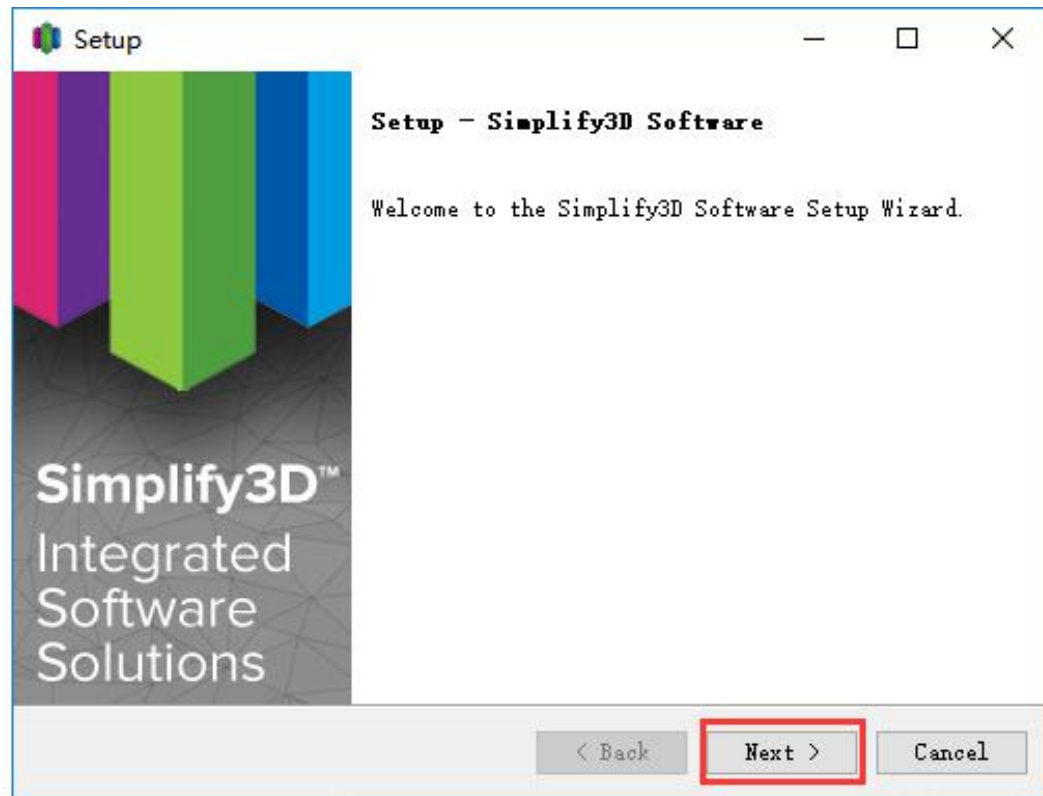 Setup
Setup - Simplify3D Software
Welcome to the Simplify3D Software Setup Wizard.
Simplify3D™
Integrated
Software
Solutions
< Back Next > Cancel